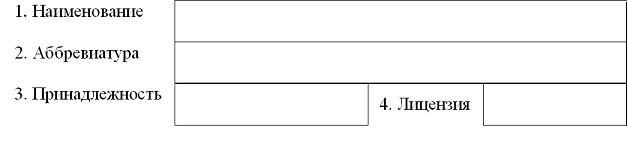 1. Наименование
2. Аббревиатура
3. Принадлежность 4. Лицензия